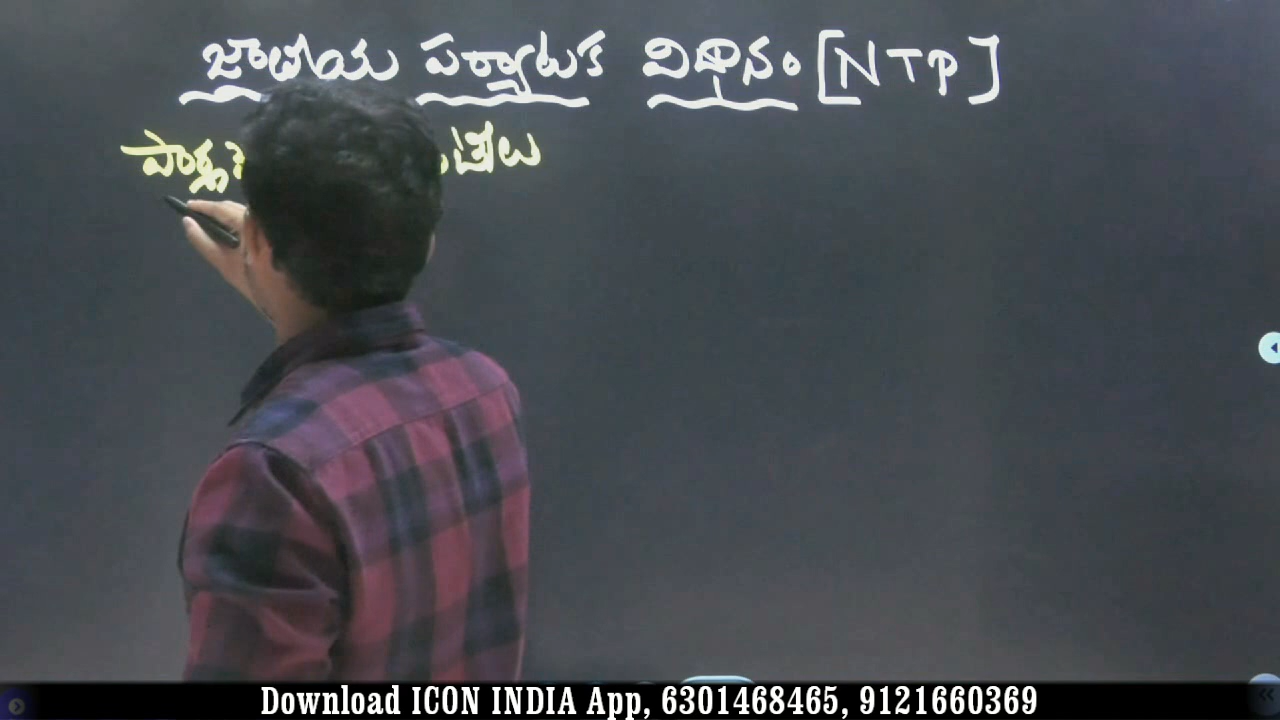 జాతీయ పర్యాటక విధానం [NTP]
Download ICON INDIA App, 6301468465, 9121660369